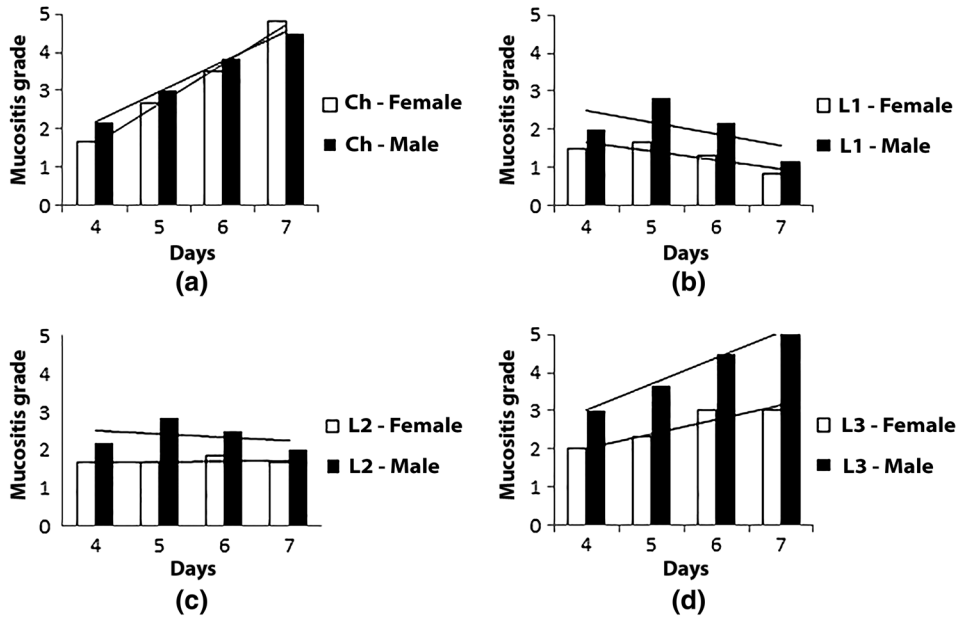 Mucositis grade
5
4
3
2
1
0
4 5 6 7
Days
Ch - Female
Ch - Male
(a)
Mucositis grade
5
4
3
2
1
0
4 5 6 7
Days
L1 - Female
L1 - Male
(b)
Mucositis grade
5
4
3
2
1
0
4 5 6 7
Days
L2 - Female
L2 - Male
(c)
Mucositis grade
5
4
3
2
1
0
4 5 6 7
Days
L3 - Female
L3 - Male
(d)